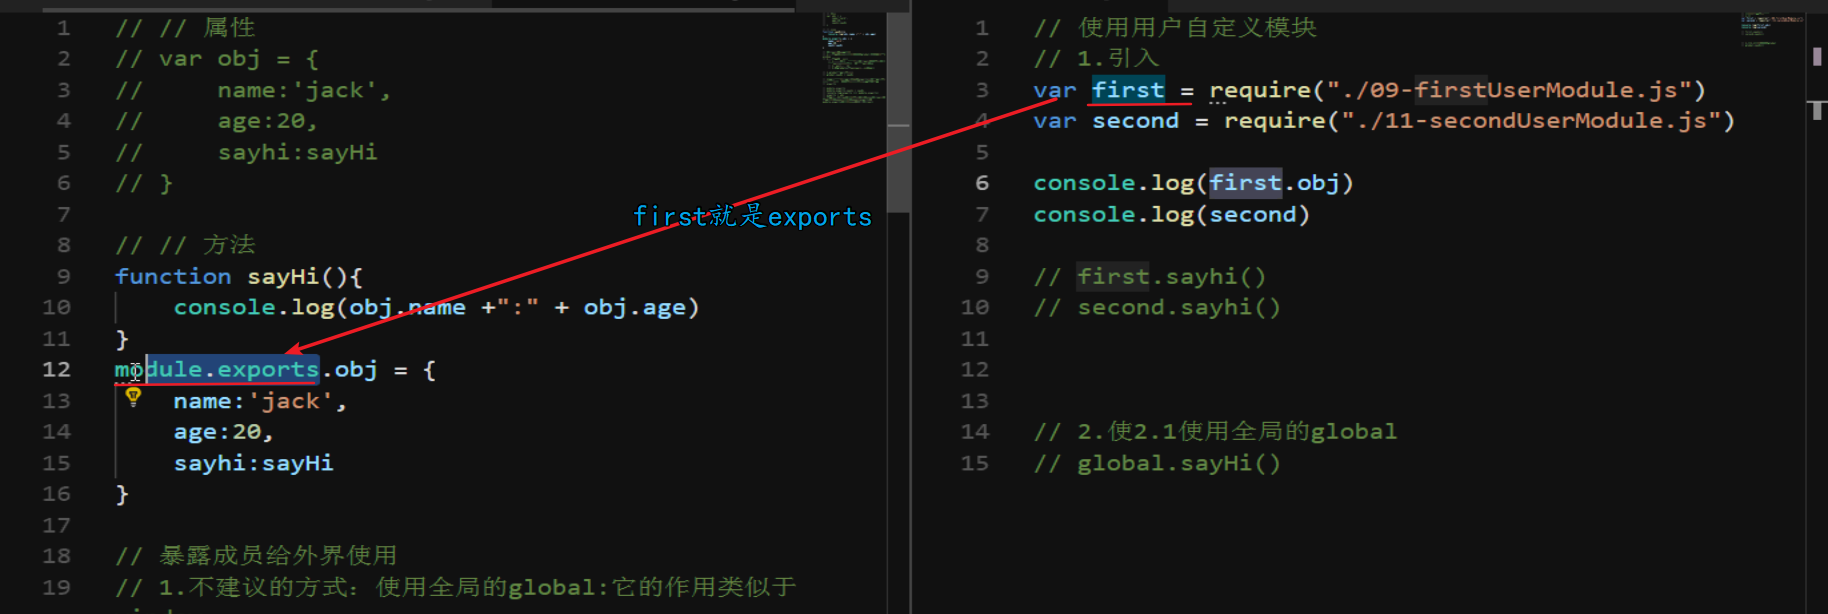 1 // // 属性
2 // var obj = {
3 //     name:'jack',
4 //     age:20,
5 //     sayhi:sayHi
6 // }
7
8 // // 方法
9 function sayHi(){
10     console.log(obj.name +":" + obj.age)
11 }
12 module.exports.obj = {
13     name:'jack',
14     age:20,
15     sayhi:sayHi
16 }
17
18 // 暴露成员给外界使用
19 // 1.不建议的方式: 使用全局的global:它的作用类似于
first就是exports
1 // 使用用户自定义模块
2 // 1.引入
3 var first = require("./09-firstUserModule.js")
4 var second = require("./11-secondUserModule.js")
5
6 console.log(first.obj)
7 console.log(second)
8
9 // first.sayhi()
10 // second.sayhi()
11
12
13
14 // 2.使2.1使用全局的global
15 // global.sayHi()